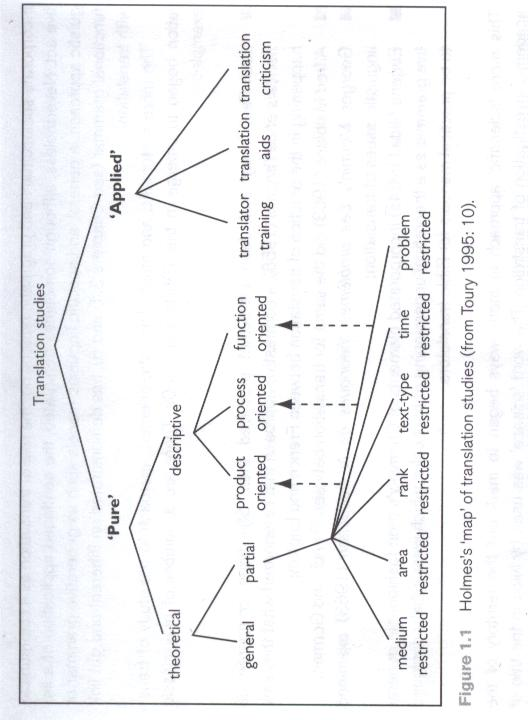 Translation studies
'Pure'
'Applied'
theoretical
descriptive
translator translation translation
training aids criticism
general partial
product process function
oriented oriented oriented
medium area rank text-type time problem
restricted restricted restricted restricted restricted restricted
Figure 1.1 Holmes's 'map' of translation studies (from Toury 1995: 10).